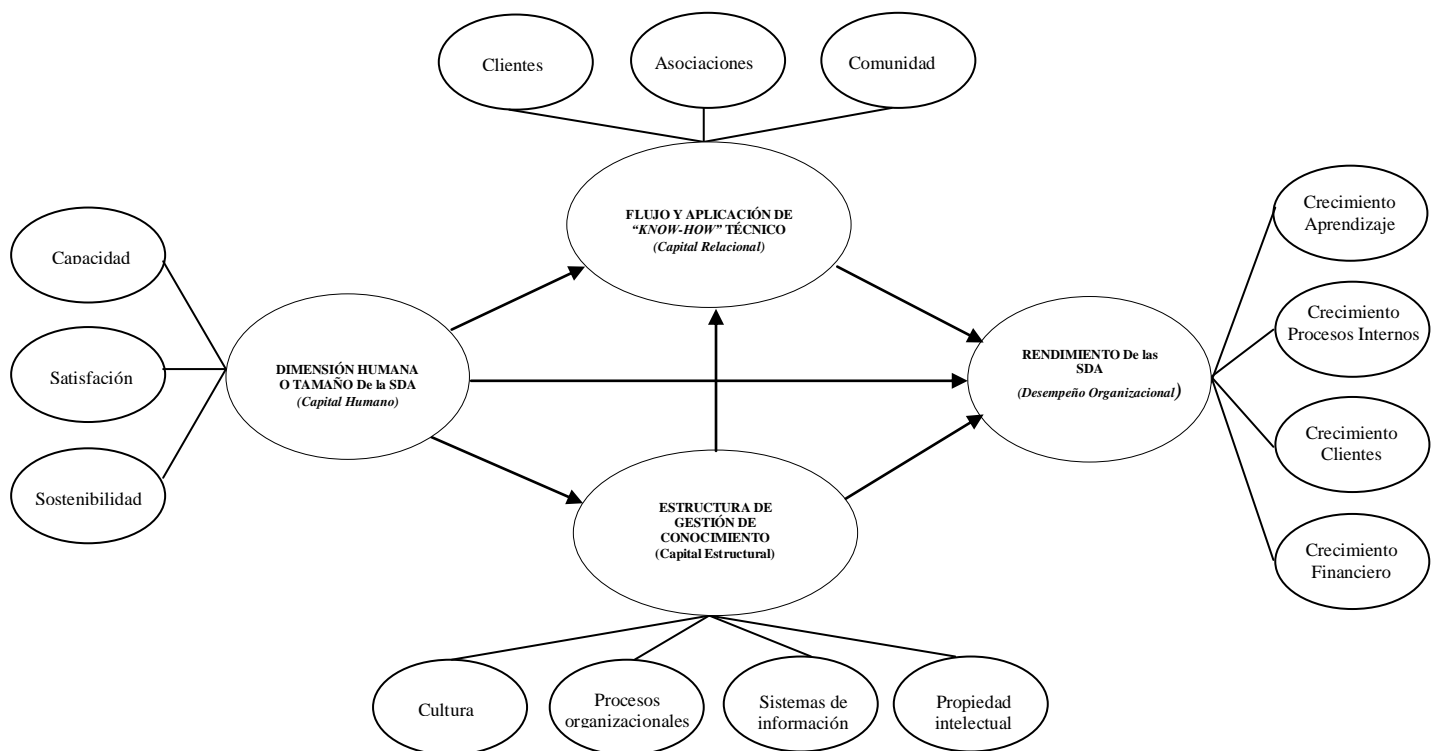 Clientes
Asociaciones
Comunidad
FLUJO Y APLICACIÓN DE
“KNOW-HOW” TÉCNICO
(Capital Relacional)
Capacidad
Satisfacción
Sostenibilidad
DIMENSIÓN HUMANA
O TAMAÑO De la SDA
(Capital Humano)
RENDIMIENTO De las
SDA
(Desempeño Organizacional)
Crecimiento
Aprendizaje
Crecimiento
Procesos Internos
Crecimiento
Clientes
Crecimiento
Financiero
ESTRUCTURA DE
GESTIÓN DE
CONOCIMIENTO
(Capital Estructural)
Cultura
Procesos
organizacionales
Sistemas de
información
Propiedad
intelectual